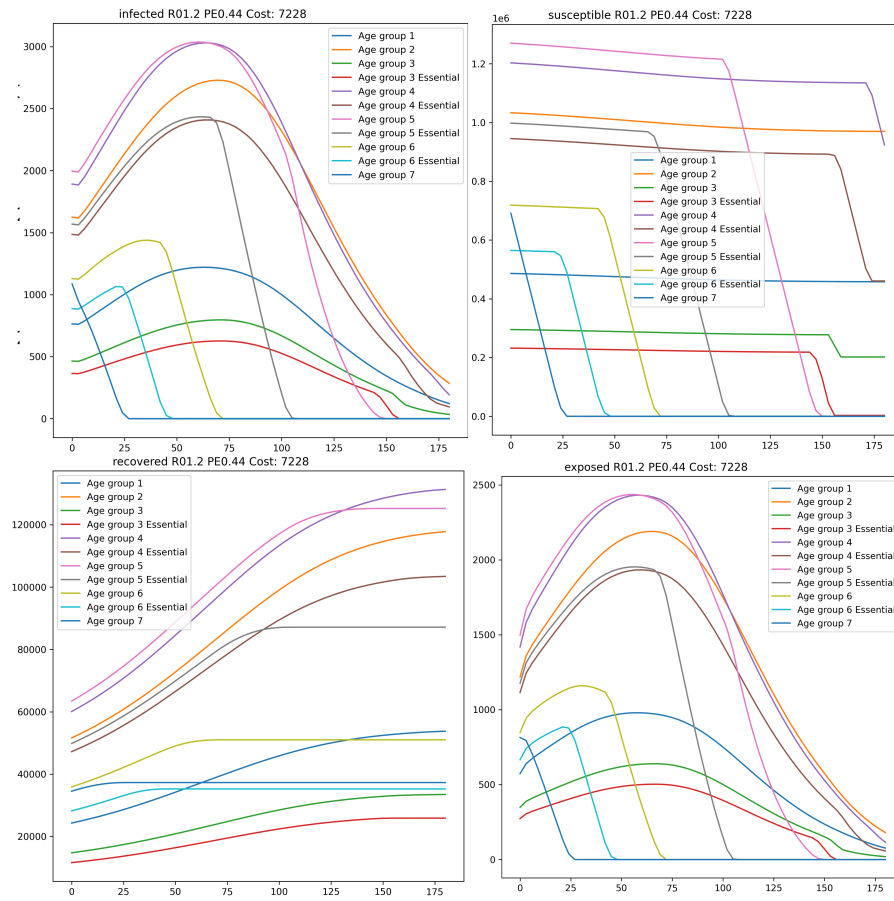 infected R01.2 PE0.44 Cost: 7228
3000
2500
2000
1500
1000
500
0
0 25 50 75 100 125 150 175
Age group 1
Age group 2
Age group 3
Age group 3 Essential
Age group 4
Age group 4 Essential
Age group 5
Age group 5 Essential
Age group 6
Age group 6 Essential
Age group 7
susceptible R01.2 PE0.44 Cost: 7228
1e6
1.2
1.0
0.8
0.6
0.4
0.2
0.0
0 25 50 75 100 125 150 175
Age group 1
Age group 2
Age group 3
Age group 3 Essential
Age group 4
Age group 4 Essential
Age group 5
Age group 5 Essential
Age group 6
Age group 6 Essential
Age group 7
recovered R01.2 PE0.44 Cost: 7228
120000
100000
80000
60000
40000
20000
0 25 50 75 100 125 150 175
Age group 1
Age group 2
Age group 3
Age group 3 Essential
Age group 4
Age group 4 Essential
Age group 5
Age group 5 Essential
Age group 6
Age group 6 Essential
Age group 7
exposed R01.2 PE0.44 Cost: 7228
2500
2000
1500
1000
500
0
0 25 50 75 100 125 150 175
Age group 1
Age group 2
Age group 3
Age group 3 Essential
Age group 4
Age group 4 Essential
Age group 5
Age group 5 Essential
Age group 6
Age group 6 Essential
Age group 7